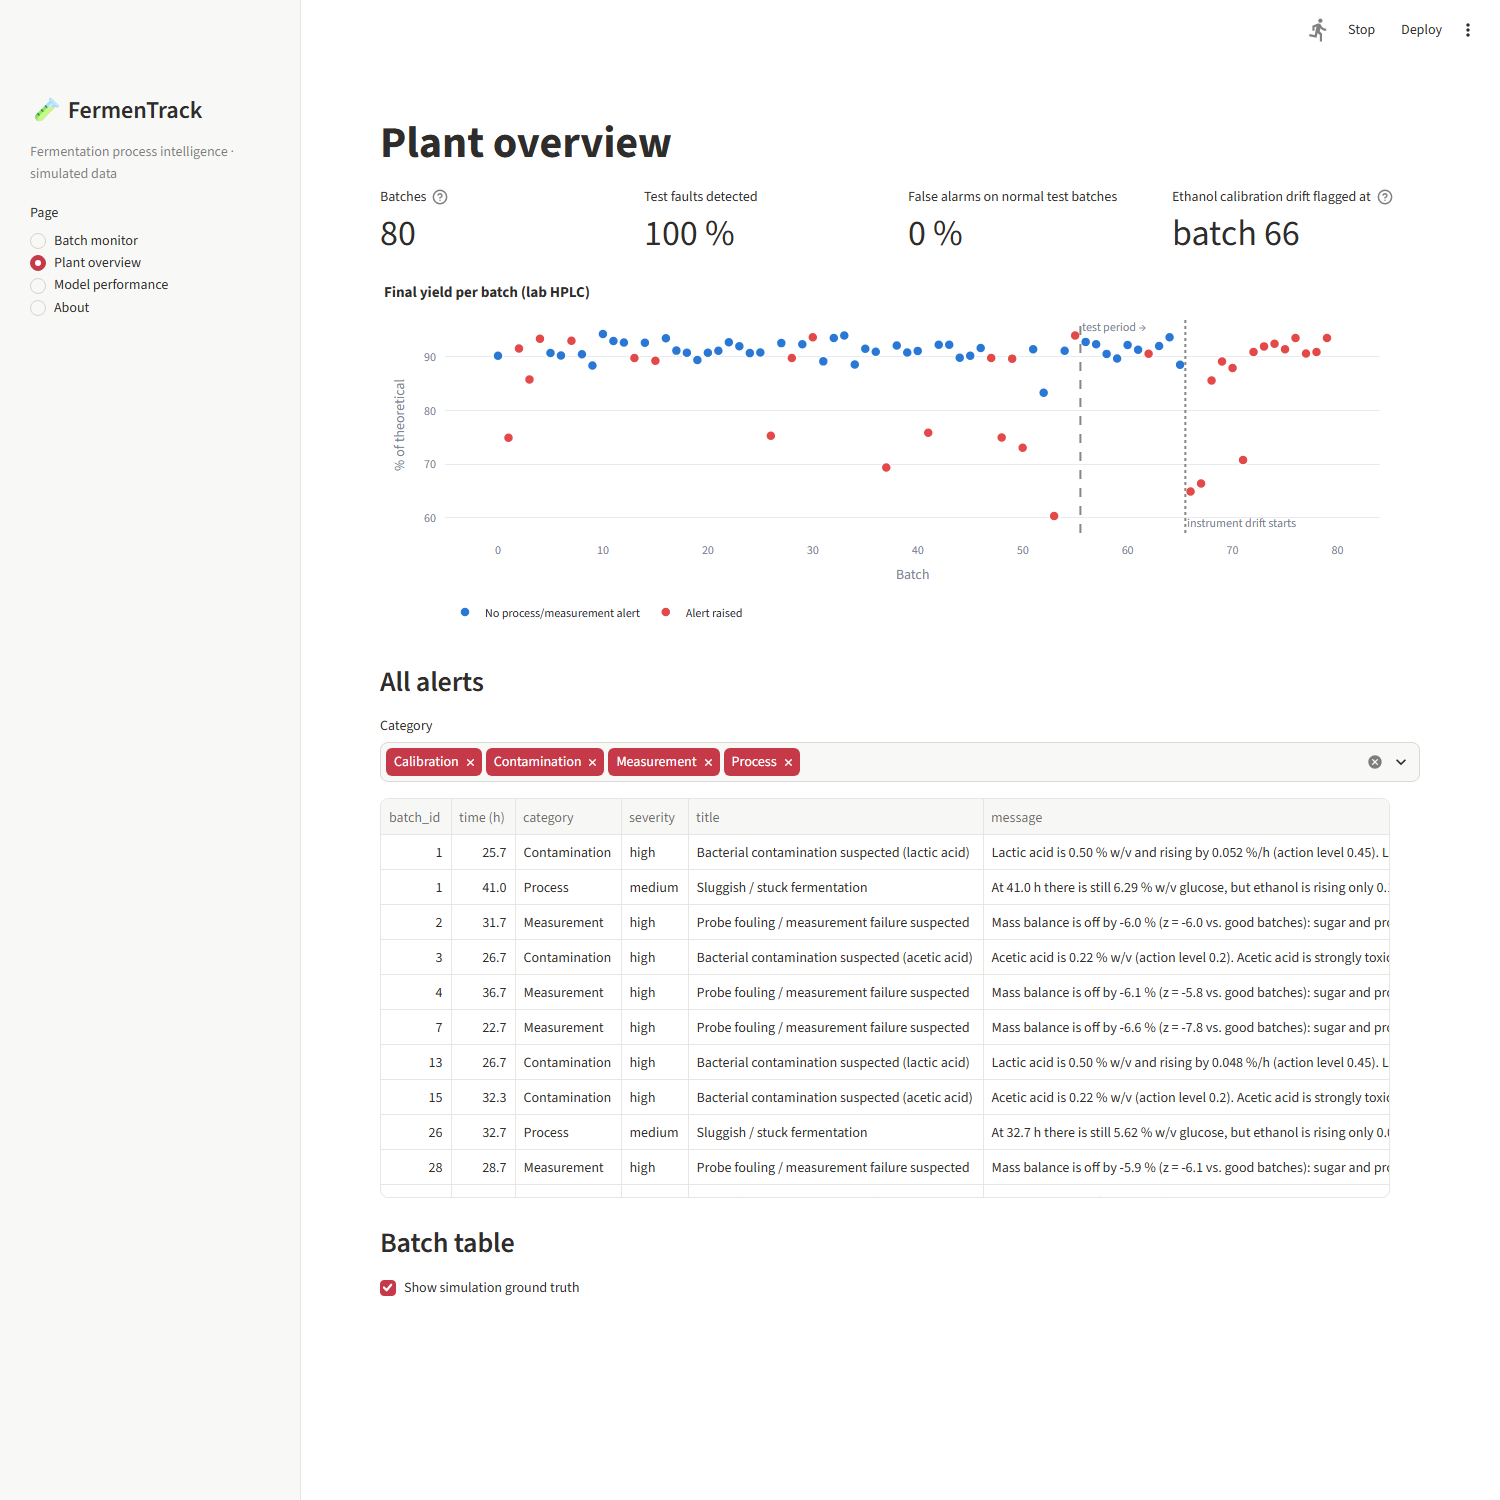 Stop
Deploy
FermenTrack
Fermentation process intelligence ·
simulated data
Page
Batch monitor
Plant overview
Model performance
About
Plant overview
Batches
80
Test faults detected
100 %
False alarms on normal test batches
0 %
Ethanol calibration drift flagged at
batch 66
Final yield per batch (lab HPLC)
test period →
instrument drift starts
% of theoretical
90
80
70
60
0 10 20 30 40 50 60 70 80
Batch
No process/measurement alert
Alert raised
All alerts
Category
Calibration × Contamination × Measurement × Process ×
batch_id time (h) category severity title message
1 25.7 Contamination high Bacterial contamination suspected (lactic acid) Lactic acid is 0.50 % w/v and rising by 0.052 %/h (action level 0.45). L
1 41.0 Process medium Sluggish / stuck fermentation At 41.0 h there is still 6.29 % w/v glucose, but ethanol is rising only 0.
2 31.7 Measurement high Probe fouling / measurement failure suspected Mass balance is off by -6.0 % (z = -6.0 vs. good batches): sugar and pro
3 26.7 Contamination high Bacterial contamination suspected (acetic acid) Acetic acid is 0.22 % w/v (action level 0.2). Acetic acid is strongly toxic
4 36.7 Measurement high Probe fouling / measurement failure suspected Mass balance is off by -6.1 % (z = -5.8 vs. good batches): sugar and pro
7 22.7 Measurement high Probe fouling / measurement failure suspected Mass balance is off by -6.6 % (z = -7.8 vs. good batches): sugar and pro
13 26.7 Contamination high Bacterial contamination suspected (lactic acid) Lactic acid is 0.50 % w/v and rising by 0.048 %/h (action level 0.45). L
15 32.3 Contamination high Bacterial contamination suspected (acetic acid) Acetic acid is 0.22 % w/v (action level 0.2). Acetic acid is strongly toxic
26 32.7 Process medium Sluggish / stuck fermentation At 32.7 h there is still 5.62 % w/v glucose, but ethanol is rising only 0.0
28 28.7 Measurement high Probe fouling / measurement failure suspected Mass balance is off by -5.9 % (z = -6.1 vs. good batches): sugar and pro
Batch table
Show simulation ground truth